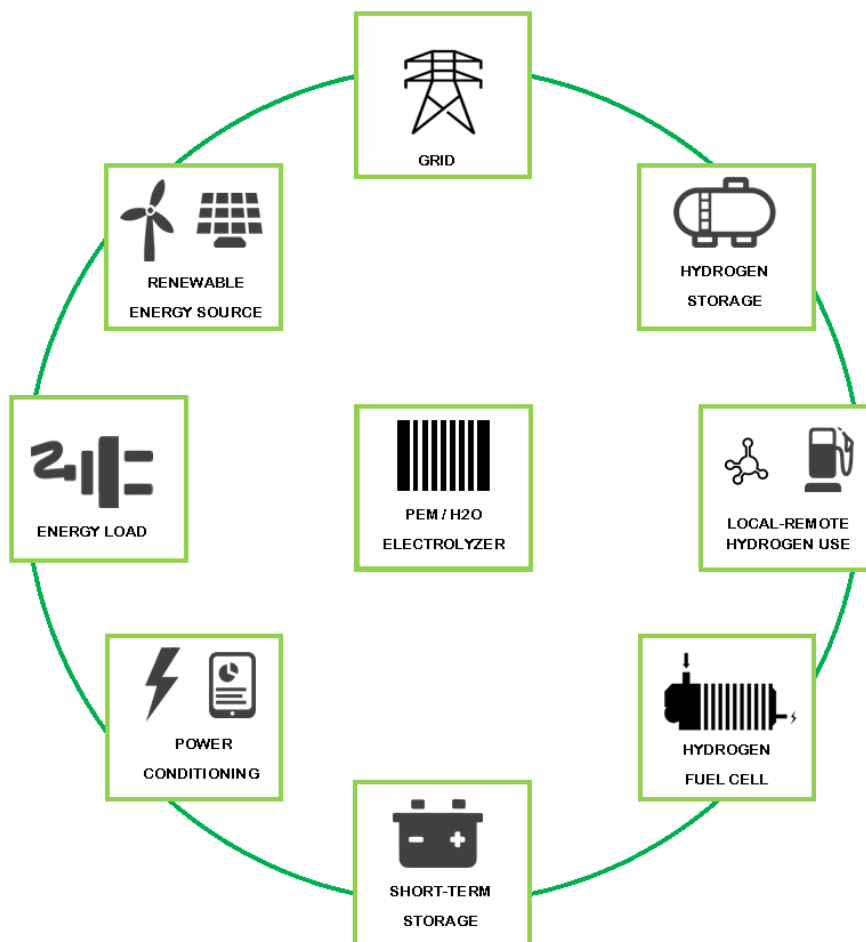 GRID
RENEWABLE
ENERGY SOURCE
HYDROGEN
STORAGE
ENERGY LOAD
PEM / H2O
ELECTROLYZER
LOCAL-REMOTE
HYDROGEN USE
POWER
CONDITIONING
HYDROGEN
FUEL CELL
SHORT-TERM
STORAGE